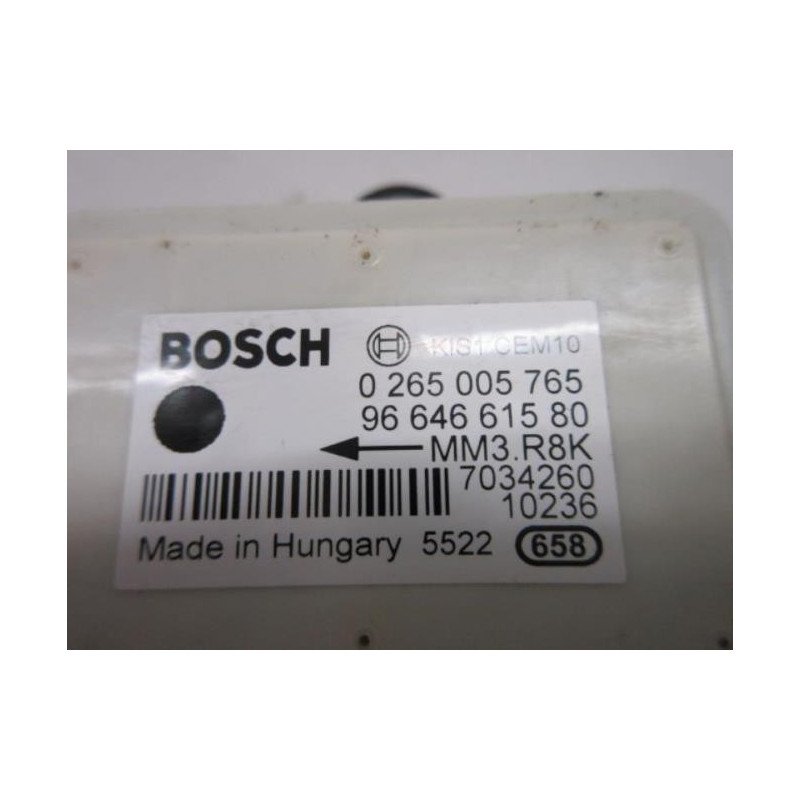 BOSCH KIS1 CEM10
0 265 005 765
96 646 615 80
MM3.R8K
7034260
10236
Made in Hungary 5522 658